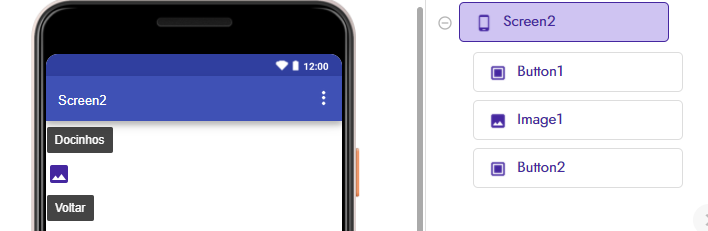 12:00
Screen2
Docinhos
Voltar
Screen2
Button1
Image1
Button2